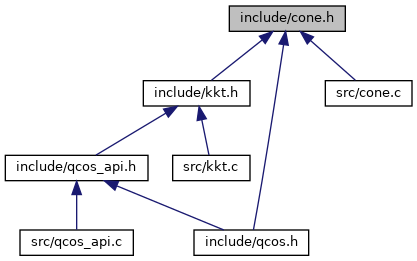 include/cone.h
include/kkt.h
src/cone.c
include/qcos_api.h
src/kkt.c
src/qcos_api.c
include/qcos.h